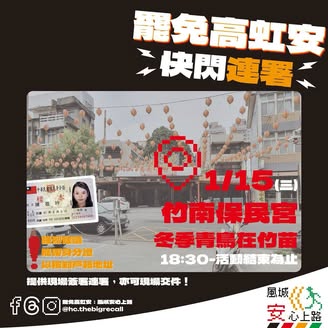 罷免高虹安
快閃連署
1/15(三)
竹南保民宮
冬季青鳥在竹苗
18:30-活動結束為止
提供現場簽署連署，亦可現場交件！
罷免高虹安：風城安心上路
@hc.thebigrecall
風城
安心上路